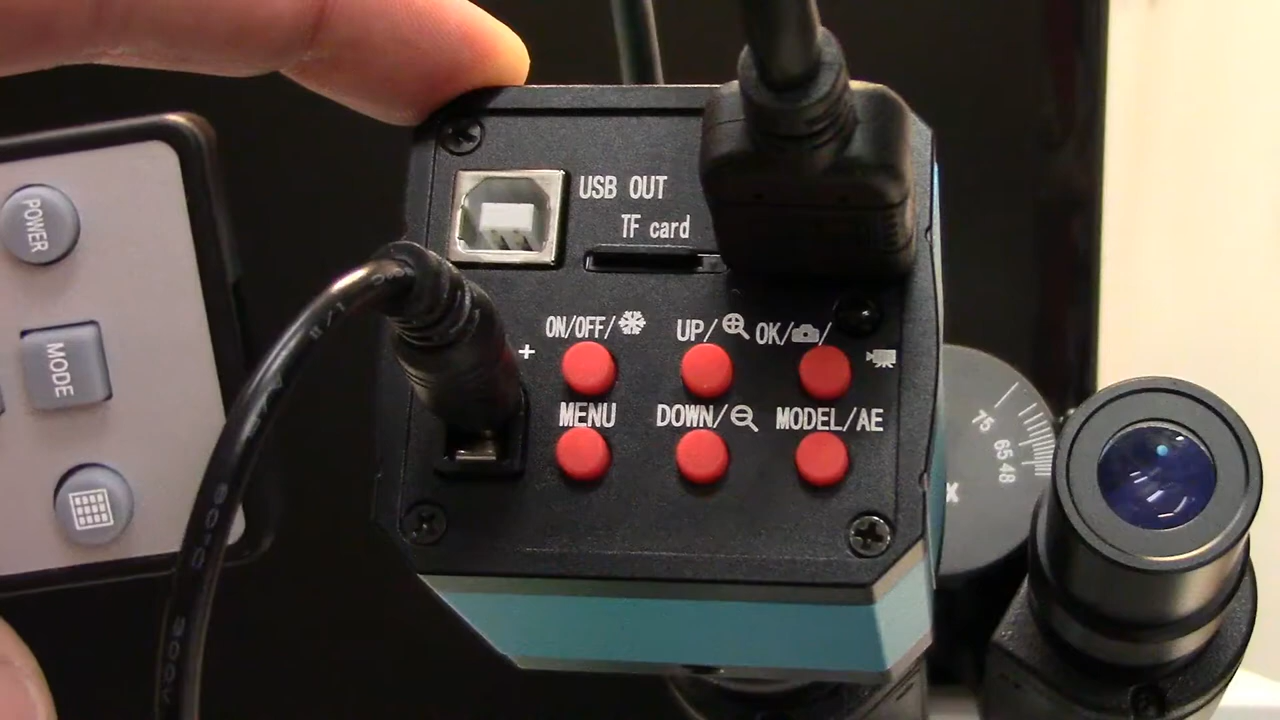 POWER
MODE
USB OUT
TF card
ON/OFF/
UP/
OK/ /
+
MENU
DOWN/
MODEL/AE
75
65
48
x